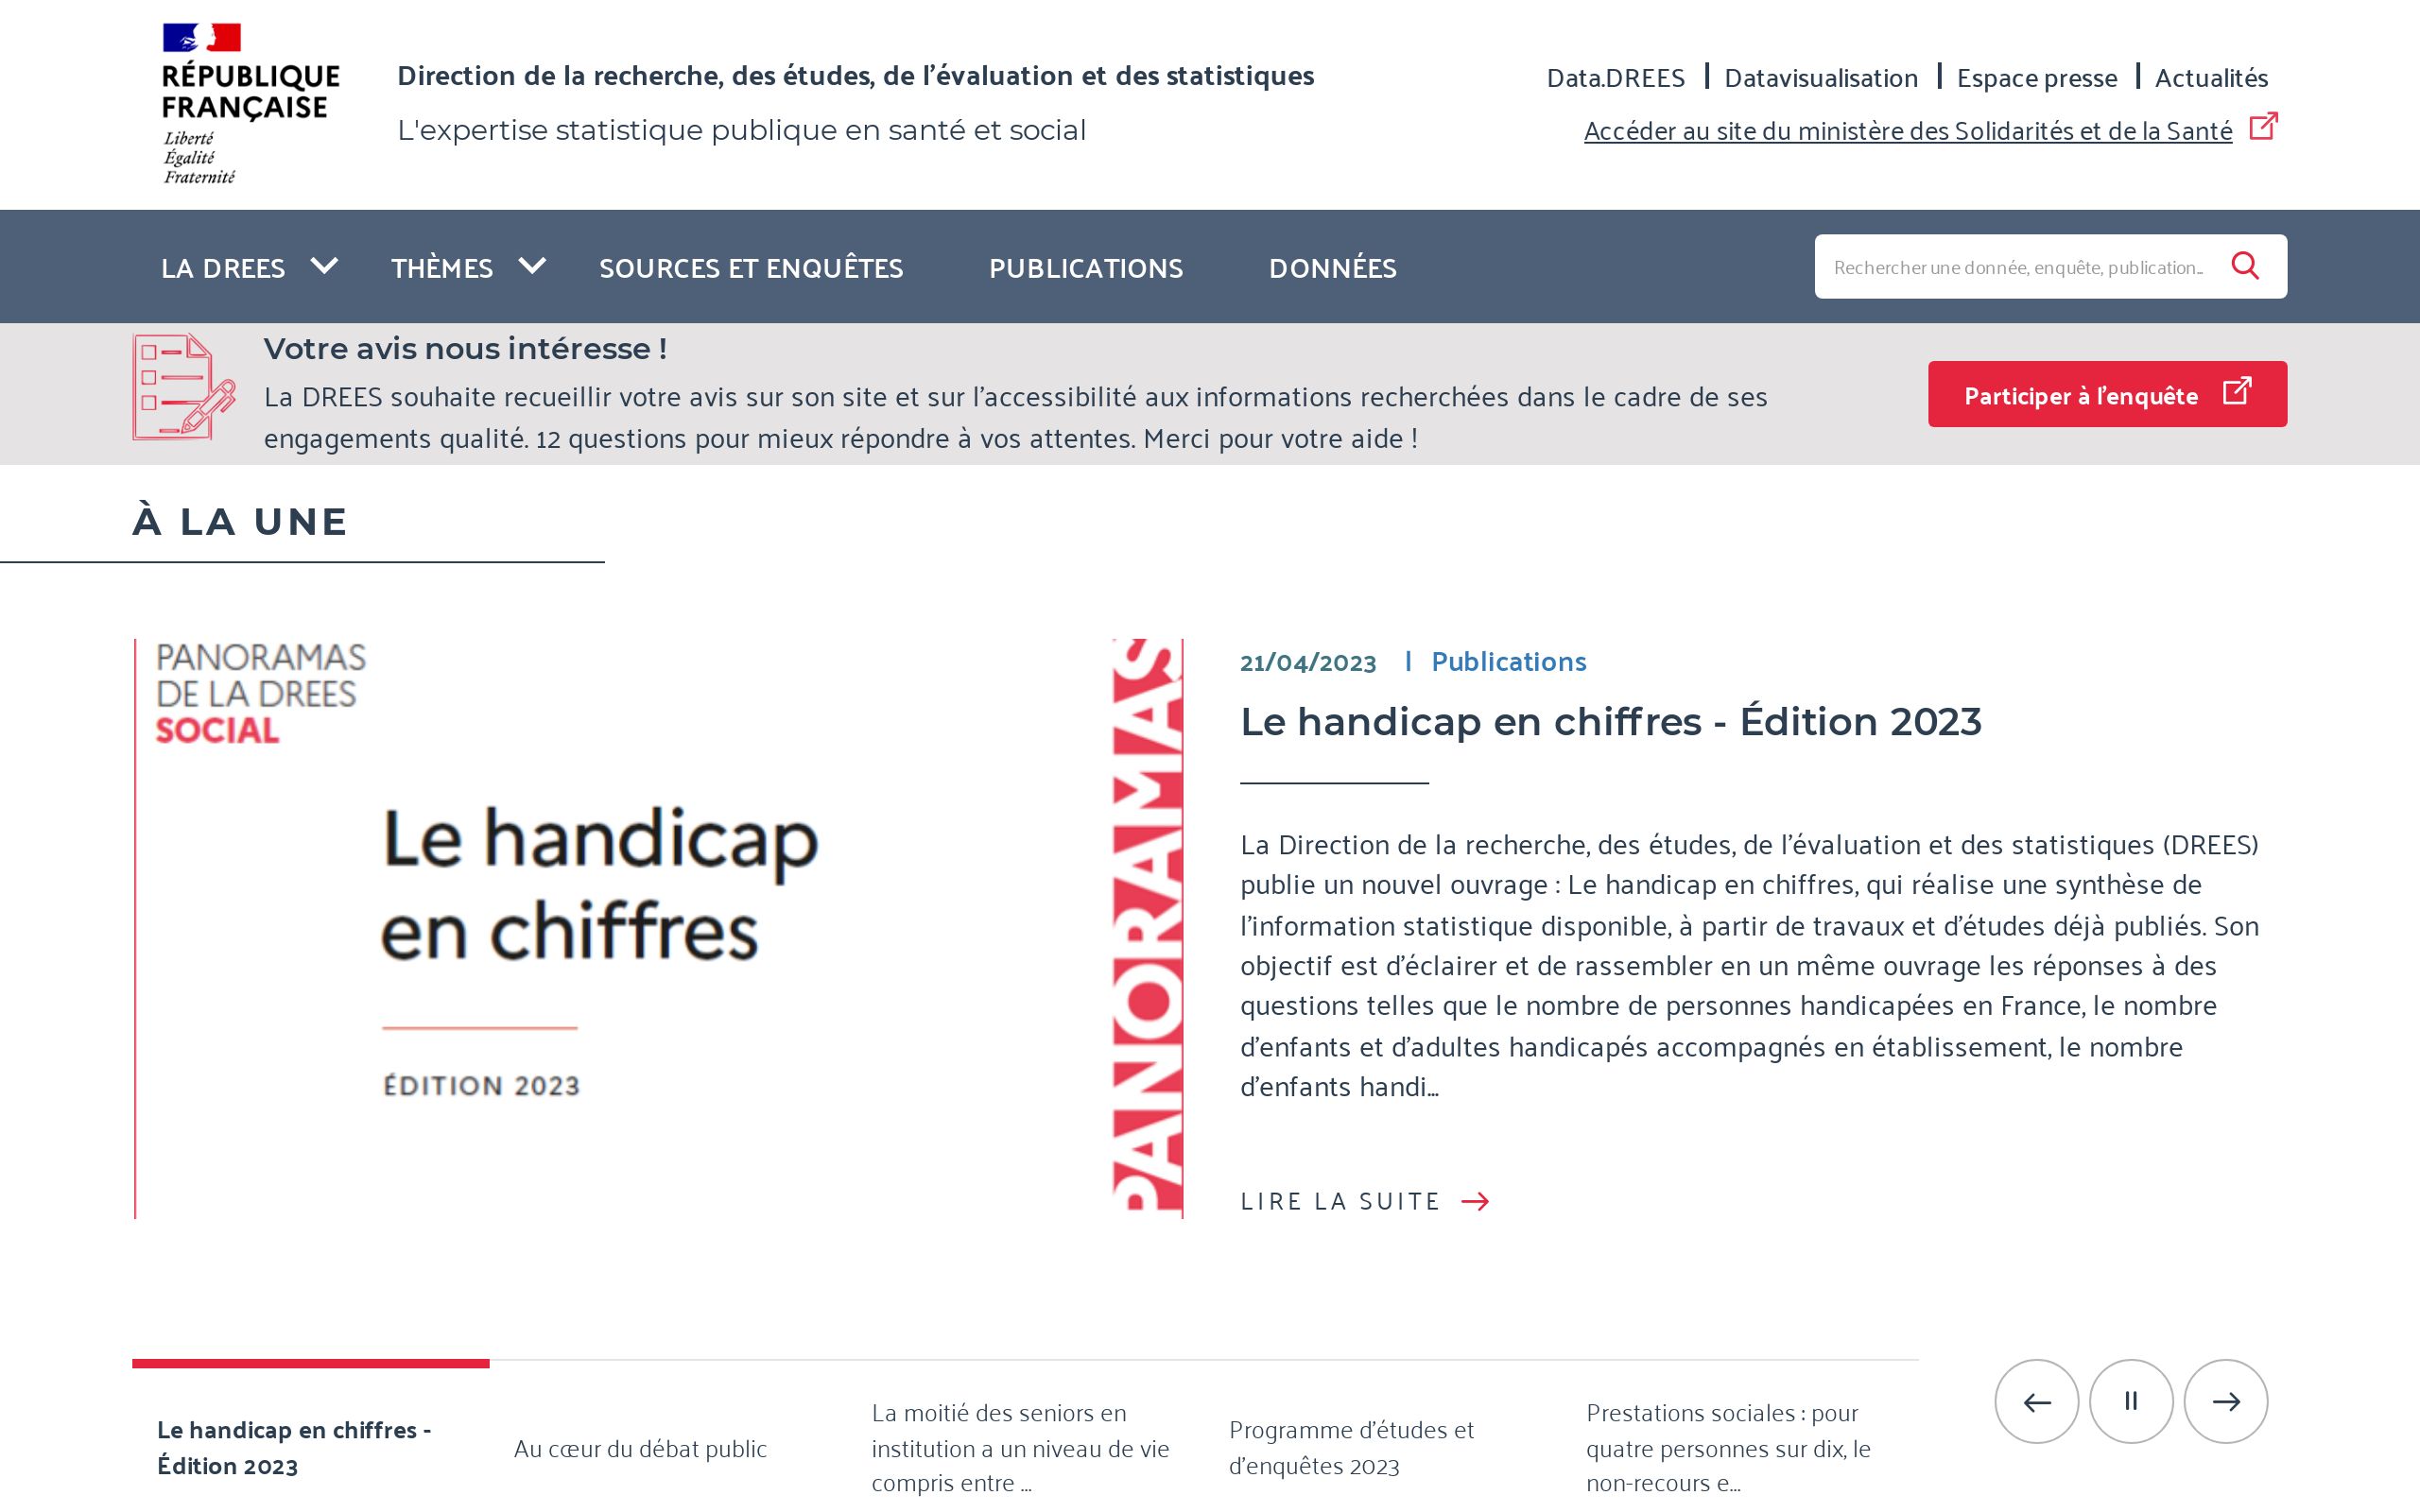 RÉPUBLIQUE
FRANÇAISE
Liberté
Égalité
Fraternité
Direction de la recherche, des études, de l'évaluation et des statistiques
L'expertise statistique publique en santé et social
Data.DREES | Datavisualisation | Espace presse | Actualités
Accéder au site du ministère des Solidarités et de la Santé
LA DREES THÈMES SOURCES ET ENQUÊTES PUBLICATIONS DONNÉES
Rechercher une donnée, enquête, publication...
Votre avis nous intéresse !
La DREES souhaite recueillir votre avis sur son site et sur l'accessibilité aux informations recherchées dans le cadre de ses
engagements qualité. 12 questions pour mieux répondre à vos attentes. Merci pour votre aide !
Participer à l'enquête
À LA UNE
PANORAMAS
DE LA DREES
SOCIAL
Le handicap
en chiffres
ÉDITION 2023
PANORAMAS
21/04/2023 | Publications
Le handicap en chiffres - Édition 2023
La Direction de la recherche, des études, de l'évaluation et des statistiques (DREES)
publie un nouvel ouvrage : Le handicap en chiffres, qui réalise une synthèse de
l'information statistique disponible, à partir de travaux et d'études déjà publiés. Son
objectif est d'éclairer et de rassembler en un même ouvrage les réponses à des
questions telles que le nombre de personnes handicapées en France, le nombre
d'enfants et d'adultes handicapés accompagnés en établissement, le nombre
d'enfants handi...
LIRE LA SUITE
Le handicap en chiffres -
Édition 2023
Au cœur du débat public
La moitié des seniors en
institution a un niveau de vie
compris entre ...
Programme d'études et
d'enquêtes 2023
Prestations sociales : pour
quatre personnes sur dix, le
non-recours e...